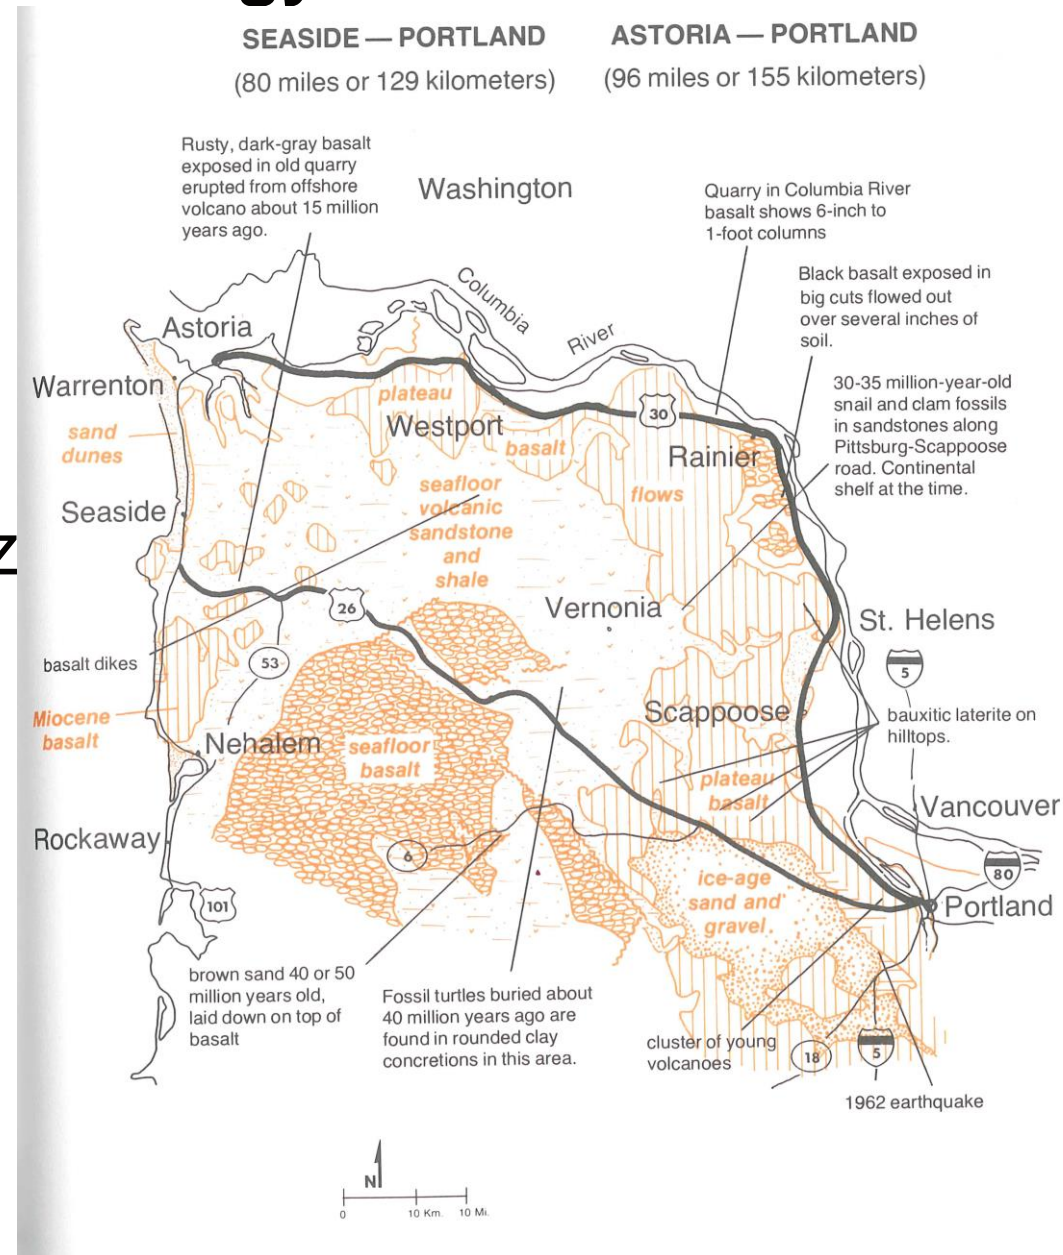 SEASIDE — PORTLAND
(80 miles or 129 kilometers)
ASTORIA — PORTLAND
(96 miles or 155 kilometers)
Rusty, dark-gray basalt
exposed in old quarry
erupted from offshore
volcano about 15 million
years ago.
Washington
Quarry in Columbia River
basalt shows 6-inch to
1-foot columns
Black basalt exposed in
big cuts flowed out
over several inches of
soil.
Columbia
River
Astoria
Warrenton
30-35 million-year-old
snail and clam fossils
in sandstones along
Pittsburg-Scappoose
road. Continental
shelf at the time.
plateau
30
sand
dunes
Westport
basalt
Rainier
flows
Seaside
seafloor
volcanic
sandstone
and
shale
Z
26
Vernonia
St. Helens
basalt dikes
53
5
Miocene
basalt
Nehalem
seafloor
basalt
Scappoose
bauxitic laterite on
hilltops.
plateau
basalt
Vancouver
Rockaway
6
80
101
ice-age
sand and
gravel.
Portland
brown sand 40 or 50
million years old,
laid down on top of
basalt
Fossil turtles buried about
40 million years ago are
found in rounded clay
concretions in this area.
cluster of young
volcanoes
18
5
1962 earthquake
N
0
10 Km.
10 Mi.